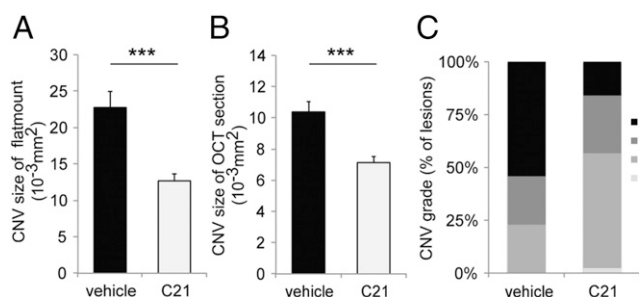 A
CNV size of flatmount
(10⁻³mm²)
30
25
20
15
10
5
0
***
vehicle
C21
B
CNV size of OCT section
(10⁻³mm²)
14
12
10
8
6
4
2
0
***
vehicle
C21
C
CNV grade (% of lesions)
100%
75%
50%
25%
0%
vehicle
C21